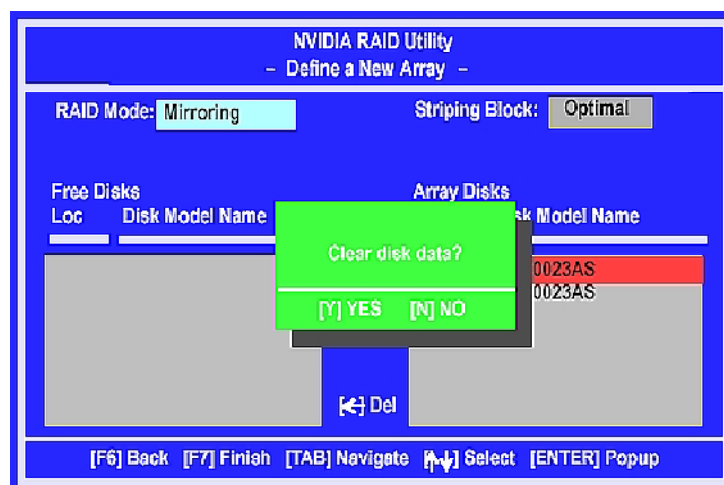 NVIDIA RAID Utility
- Define a New Array -
RAID Mode: Mirroring Striping Block: Optimal
Free Disks Array Disks
Loc Disk Model Name sk Model Name
Clear disk data?
0023AS
0023AS
[Y] YES [N] NO
[←] Del
[F6] Back [F7] Finish [TAB] Navigate [↑↓] Select [ENTER] Popup